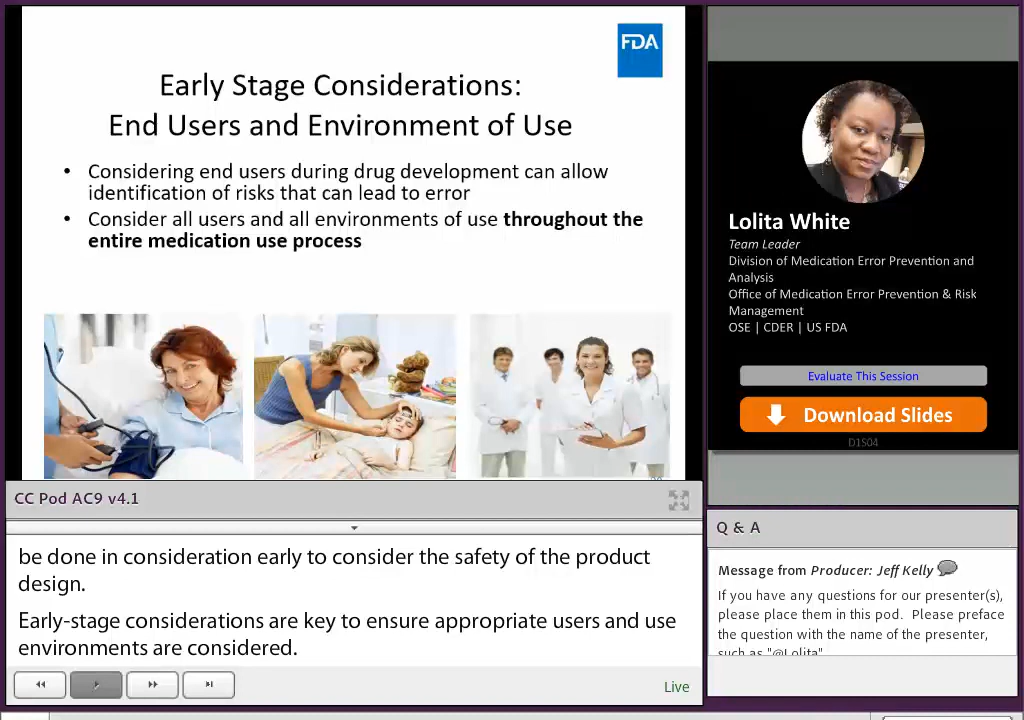 FDA
Early Stage Considerations:
End Users and Environment of Use
• Considering end users during drug development can allow
identification of risks that can lead to error
• Consider all users and all environments of use throughout the
entire medication use process
Lolita White
Team Leader
Division of Medication Error Prevention and
Analysis
Office of Medication Error Prevention & Risk
Management
OSE | CDER | US FDA
Evaluate This Session
Download Slides
D1S04
CC Pod AC9 v4.1
be done in consideration early to consider the safety of the product
design.
Early-stage considerations are key to ensure appropriate users and use
environments are considered.
Live
Q & A
Message from Producer: Jeff Kelly
If you have any questions for our presenter(s),
please place them in this pod. Please preface
the question with the name of the presenter,
such as "@Lolita"